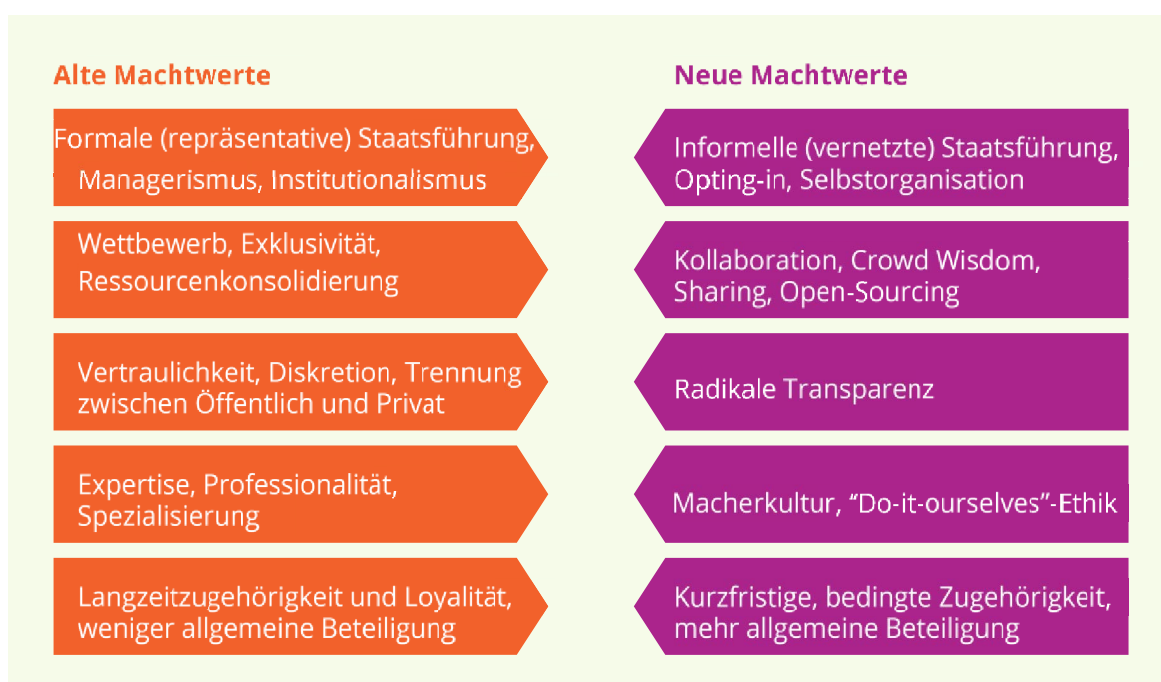 Alte Machtwerte
Neue Machtwerte
Formale (repräsentative) Staatsführung,
Managerismus, Institutionalismus
Informelle (vernetzte) Staatsführung,
Opting-in, Selbstorganisation
Wettbewerb, Exklusivität,
Ressourcenkonsolidierung
Kollaboration, Crowd Wisdom,
Sharing, Open-Sourcing
Vertraulichkeit, Diskretion, Trennung
zwischen Öffentlich und Privat
Radikale Transparenz
Expertise, Professionalität,
Spezialisierung
Macherkultur, “Do-it-ourselves”-Ethik
Langzeitzugehörigkeit und Loyalität,
weniger allgemeine Beteiligung
Kurzfristige, bedingte Zugehörigkeit,
mehr allgemeine Beteiligung